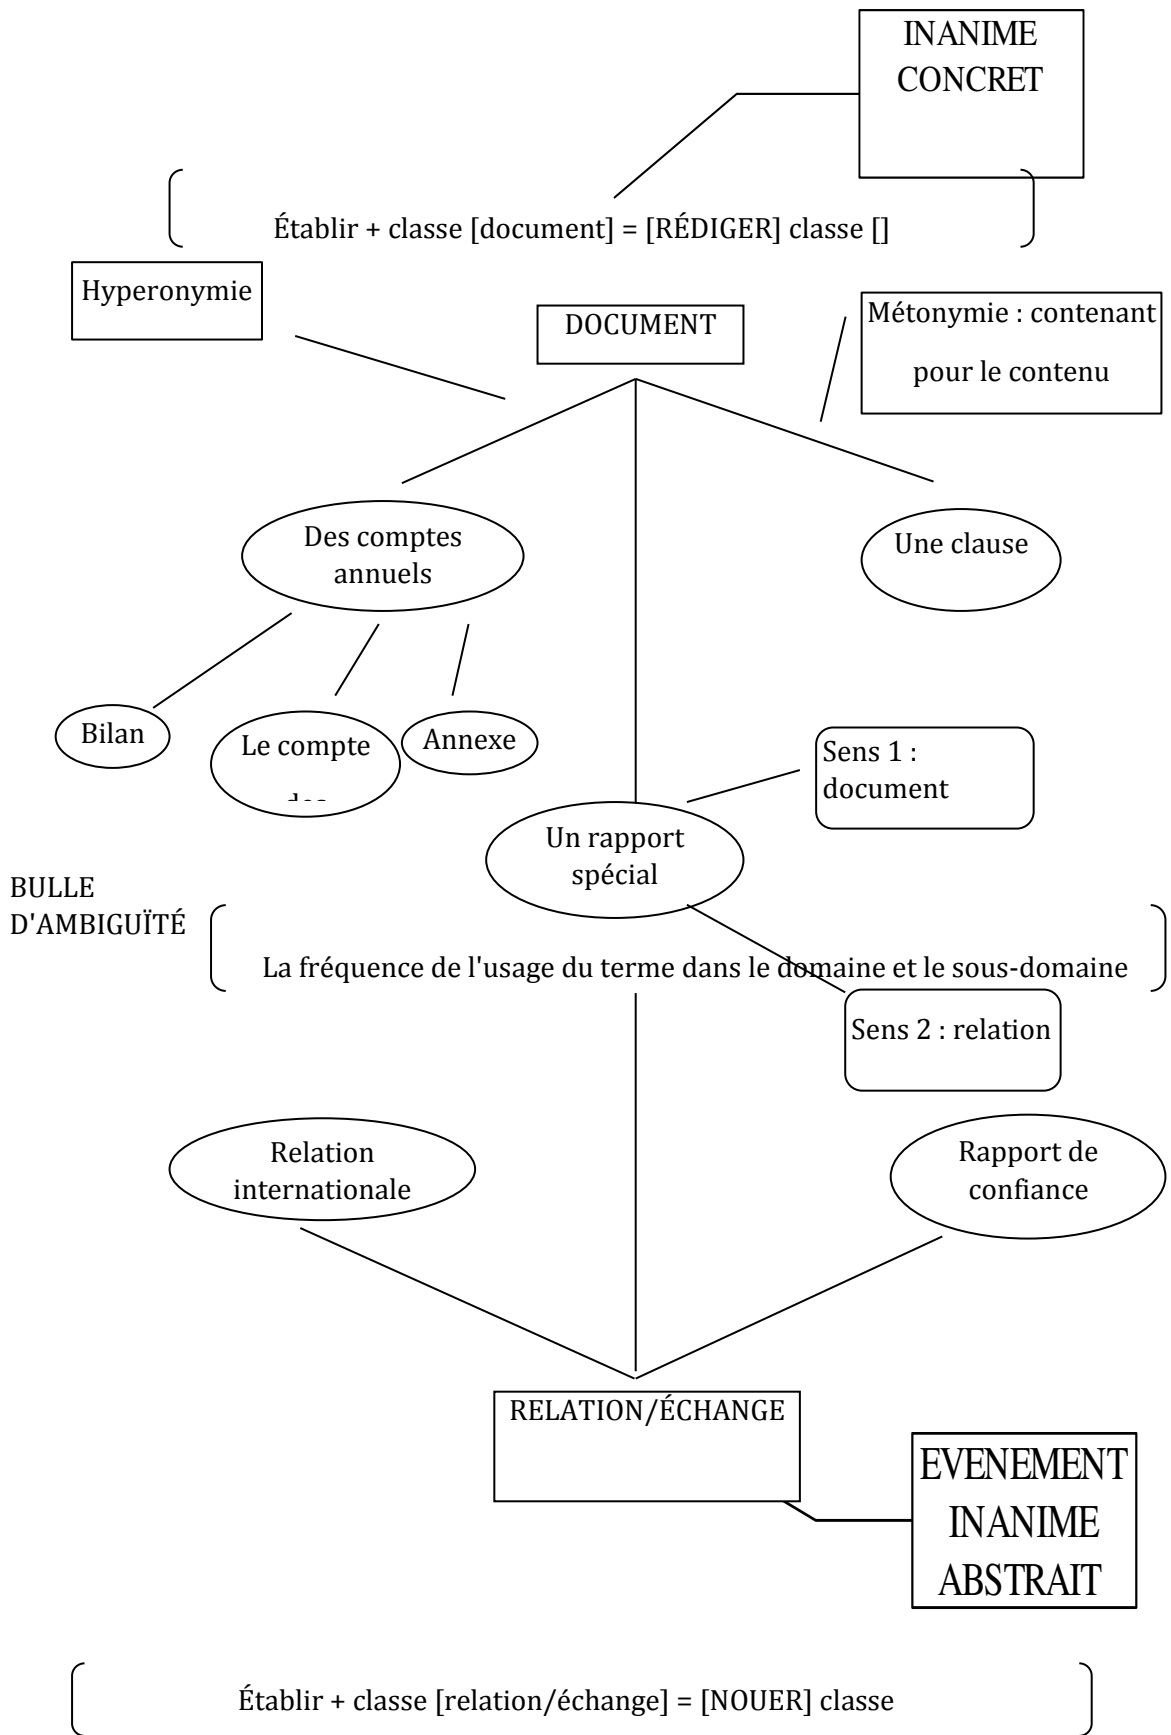 INANIME
CONCRET
Établir + classe [document] = [RÉDIGER] classe []
Hyperonymie
DOCUMENT
Métonymie : contenant
pour le contenu
Des comptes
annuels
Une clause
Bilan
Le compte
Annexe
Sens 1 :
document
Un rapport
spécial
BULLE
D'AMBIGUÏTÉ
La fréquence de l'usage du terme dans le domaine et le sous-domaine
Sens 2 : relation
Relation
internationale
Rapport de
confiance
RELATION/ÉCHANGE
EVENEMENT
INANIME
ABSTRAIT
Établir + classe [relation/échange] = [NOUER] classe